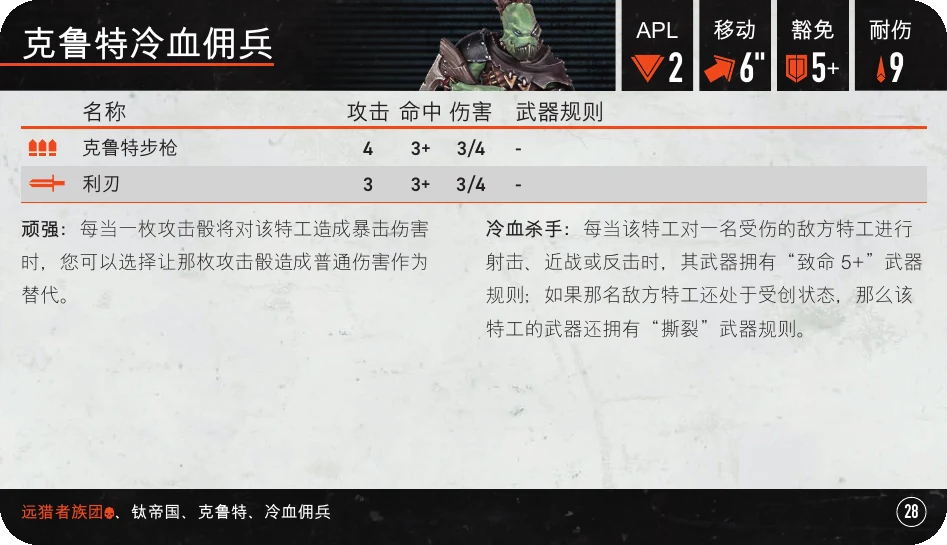 克鲁特冷血佣兵
APL 移动 豁免 耐伤
2 6" 5+ 9
名称 攻击 命中 伤害 武器规则
克鲁特步枪 4 3+ 3/4 -
利刃 3 3+ 3/4 -
顽强：每当一枚攻击骰将对该特工造成暴击伤害
时，您可以选择让那枚攻击骰造成普通伤害作为
替代。
冷血杀手：每当该特工对一名受伤的敌方特工进行
射击、近战或反击时，其武器拥有“致命 5+”武器
规则；如果那名敌方特工还处于受创状态，那么该
特工的武器还拥有“撕裂”武器规则。
远猎者族团、钛帝国、克鲁特、冷血佣兵
28